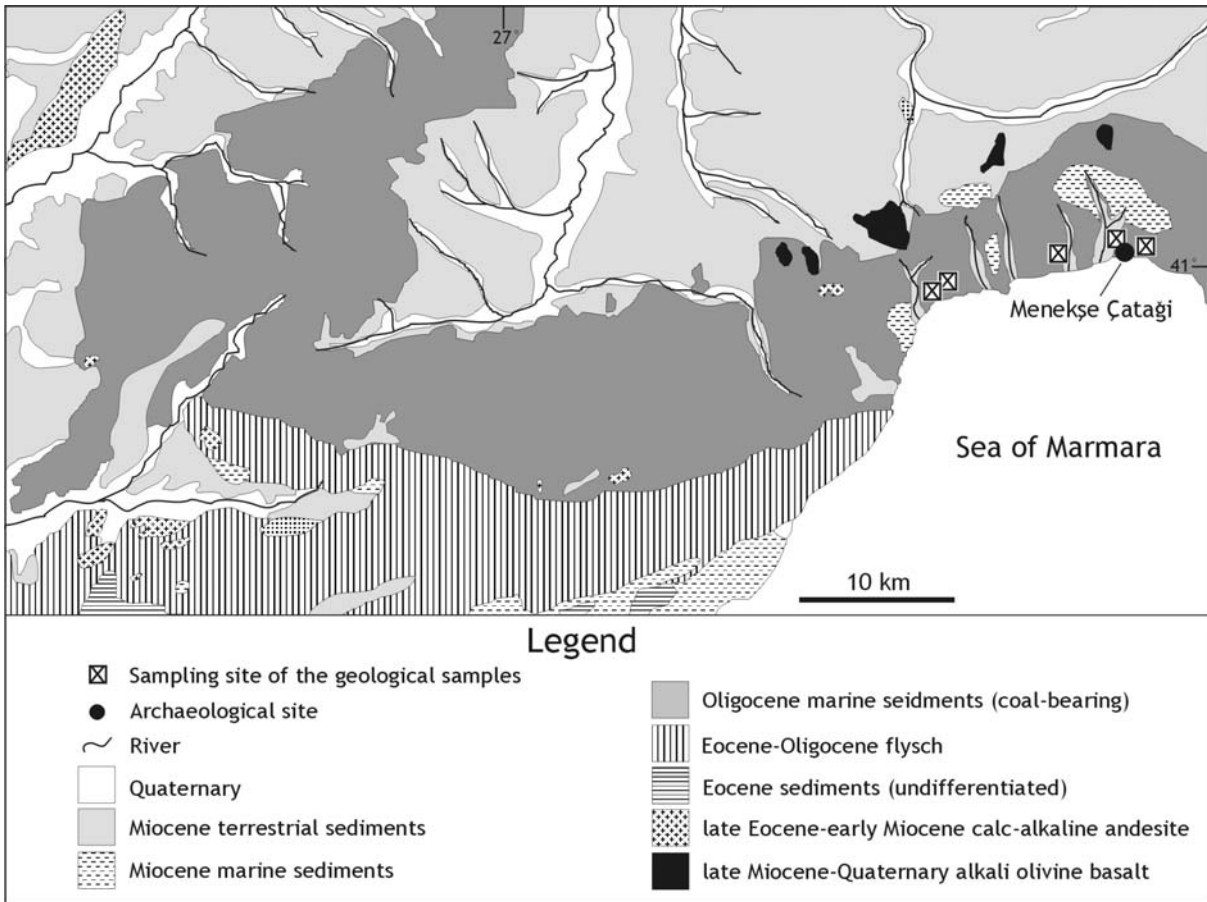 27°
41°
Menekşe Çataği
Sea of Marmara
10 km
Legend
Sampling site of the geological samples
Archaeological site
River
Quaternary
Miocene terrestrial sediments
Miocene marine sediments
Oligocene marine seidments (coal-bearing)
Eocene-Oligocene flysch
Eocene sediments (undifferentiated)
late Eocene-early Miocene calc-alkaline andesite
late Miocene-Quaternary alkali olivine basalt